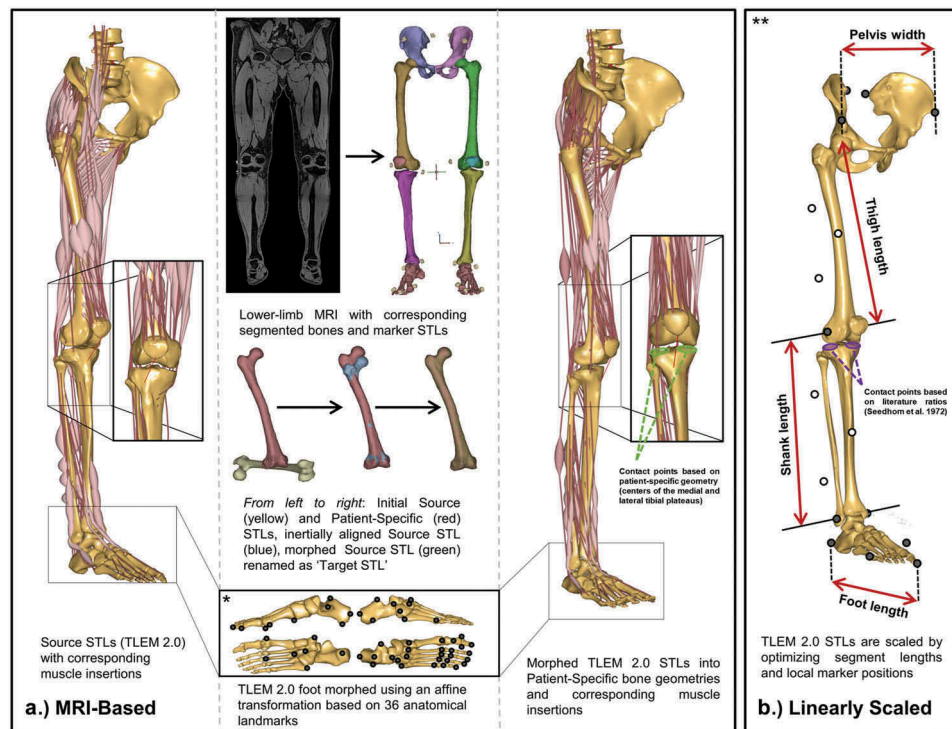 Lower-limb MRI with corresponding
segmented bones and marker STLs
From left to right: Initial Source
(yellow) and Patient-Specific (red)
STLs, inertially aligned Source STL
(blue), morphed Source STL (green)
renamed as ‘Target STL’
Source STLs (TLEM 2.0)
with corresponding
muscle insertions
a.) MRI-Based
*
TLEM 2.0 foot morphed using an affine
transformation based on 36 anatomical
landmarks
Contact points based on
patient-specific geometry
(centers of the medial and
lateral tibial plateaus)
Morphed TLEM 2.0 STLs into
Patient-Specific bone geometries
and corresponding muscle
insertions
**
Pelvis width
Thigh length
Contact points based
on literature ratios
(Seedhom et al. 1972)
Shank length
Foot length
TLEM 2.0 STLs are scaled by
optimizing segment lengths
and local marker positions
b.) Linearly Scaled